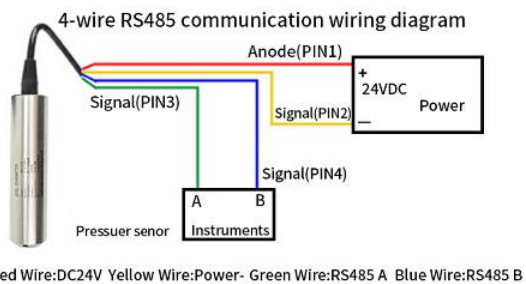 4-wire RS485 communication wiring diagram
Anode(PIN1)
+
24VDC
Power
Signal(PIN3)
Signal(PIN2)
—
Signal(PIN4)
A
B
Pressuer senor
Instruments
ed Wire:DC24V Yellow Wire:Power- Green Wire:RS485 A Blue Wire:RS485 B